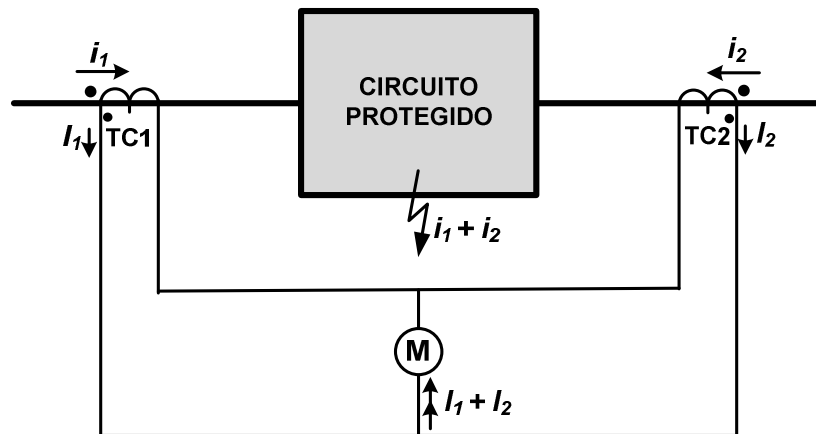 i1
i2
CIRCUITO
PROTEGIDO
I1
TC1
TC2
I2
i1 + i2
M
I1 + I2